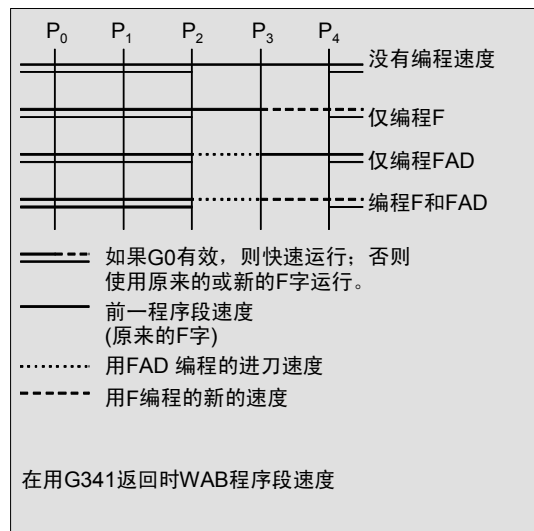 P0 P1 P2 P3 P4
没有编程速度
仅编程F
仅编程FAD
编程F和FAD
如果G0有效，则快速运行；否则
使用原来的或新的F字运行。
前一程序段速度
(原来的F字)
用FAD 编程的进刀速度
用F编程的新的速度
在用G341返回时WAB程序段速度